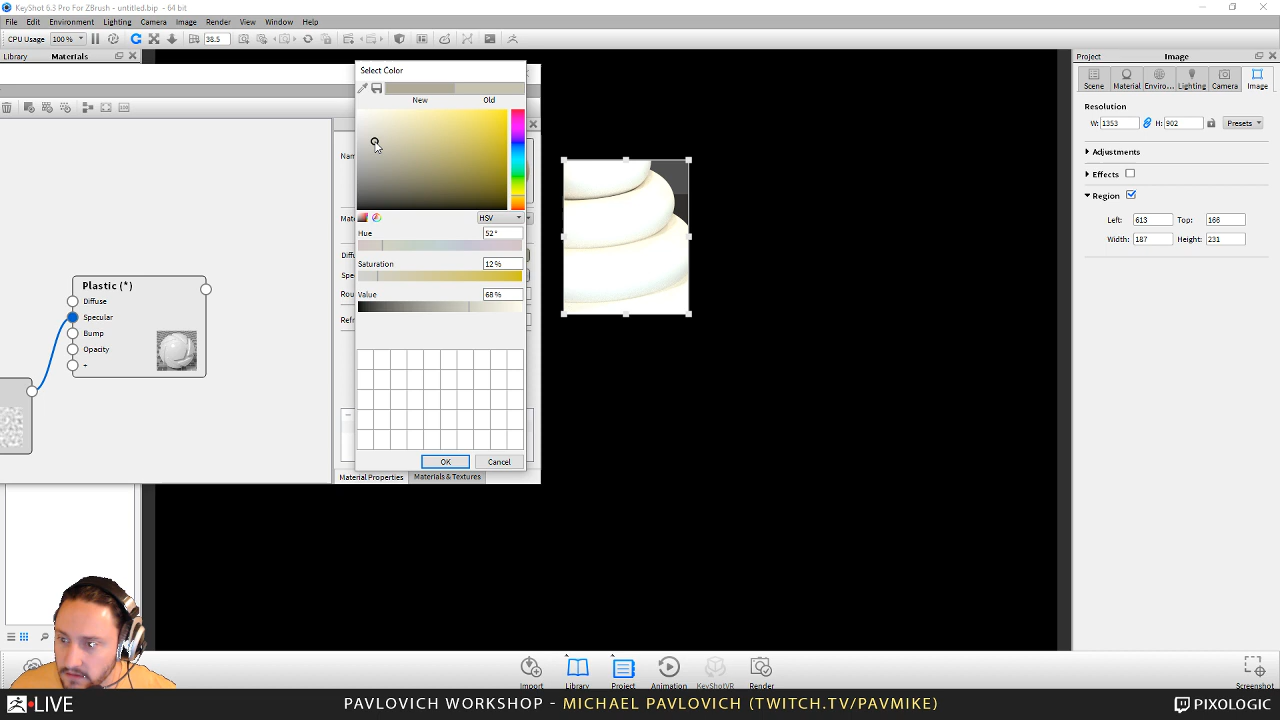 KeyShot 6.3 Pro For ZBrush - untitled.bip - 64 bit
File Edit Environment Lighting Camera Image Render View Window Help
CPU Usage 100 % 38.5
Library Materials
Project Image
Select Color
New Old
Scene Material Enviro... Lighting Camera Image
Resolution
W: 1353 H: 902 Presets
Adjustments
Effects
Region
Left: 613 Top: 166
Width: 187 Height: 231
HSV
Hue 52 °
Saturation 12 %
Value 68 %
Plastic (*)
Diffuse
Specular
Bump
Opacity
+
OK Cancel
Material Properties Materials & Textures
Import Library Project Animation KeyShotVR Render Screenshot
LIVE PAVLOVICH WORKSHOP - MICHAEL PAVLOVICH (TWITCH.TV/PAVMIKE) PIXOLOGIC